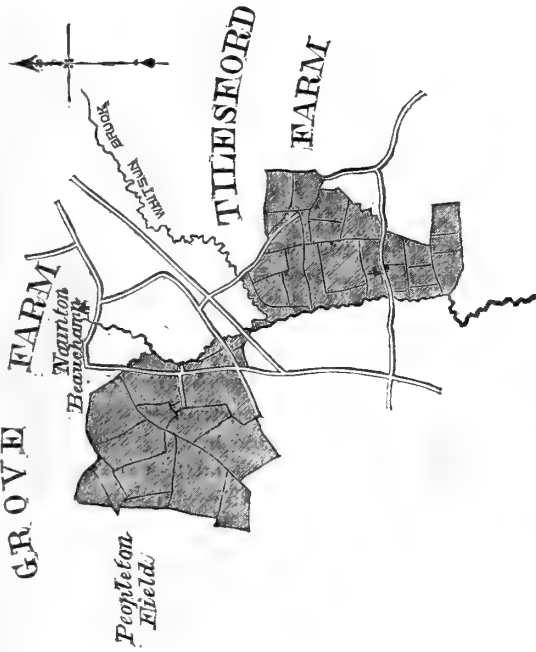 GROVE FARM
Naunton
Beauchamp
WHITSUN BROOK
TILESFORD
FARM
Peopleton
Field